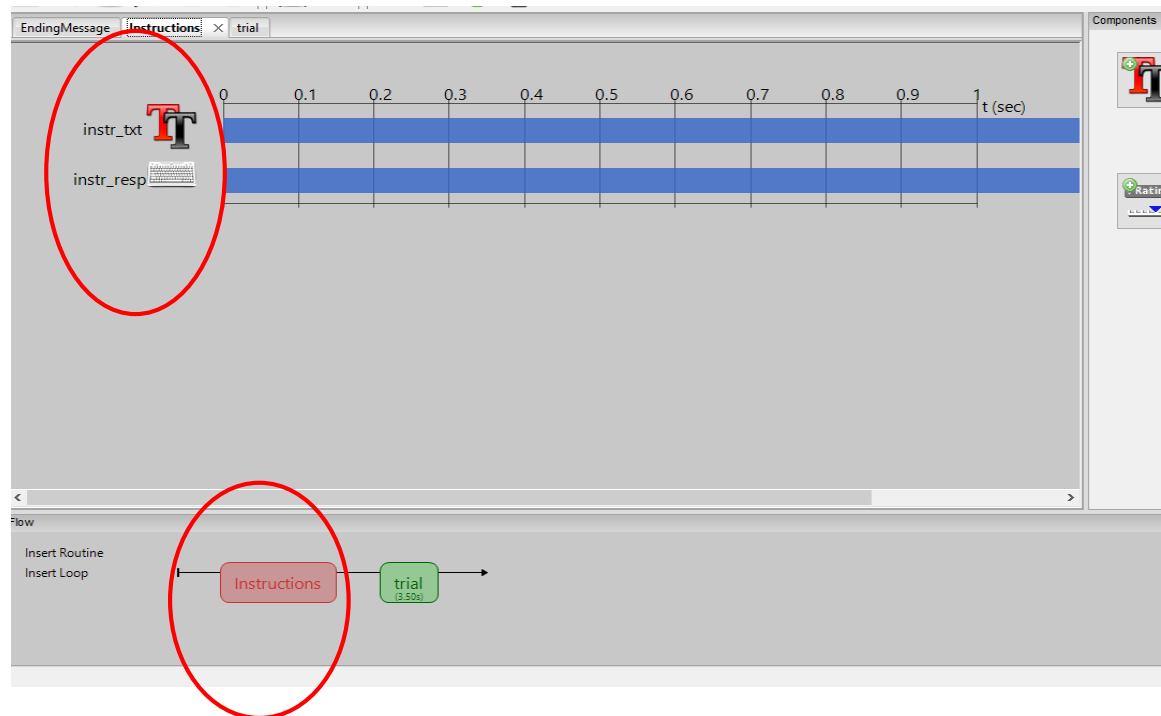 EndingMessage Instructions × trial
Components
0 0.1 0.2 0.3 0.4 0.5 0.6 0.7 0.8 0.9 1
t (sec)
instr_txt
instr_resp
Flow
Insert Routine
Insert Loop
Instructions
trial
(3.50s)